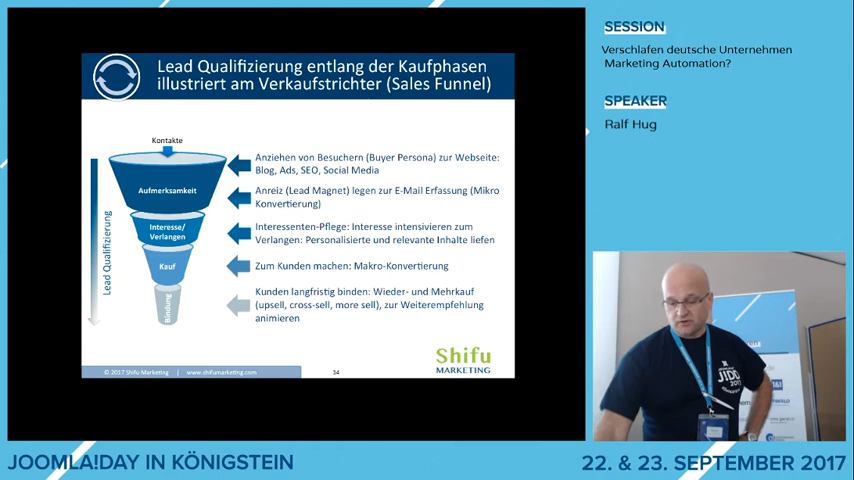 SESSION
Verschlafen deutsche Unternehmen
Marketing Automation?
SPEAKER
Ralf Hug
Lead Qualifizierung entlang der Kaufphasen
illustriert am Verkaufstrichter (Sales Funnel)
Kontakte
Aufmerksamkeit
Interesse/
Verlangen
Kauf
Bindung
Lead Qualifizierung
Anziehen von Besuchern (Buyer Persona) zur Webseite:
Blog, Ads, SEO, Social Media
Anreiz (Lead Magnet) legen zur E-Mail Erfassung (Mikro
Konvertierung)
Interessenten-Pflege: Interesse intensivieren zum
Verlangen: Personalisierte und relevante Inhalte liefen
Zum Kunden machen: Makro-Konvertierung
Kunden langfristig binden: Wieder- und Mehrkauf
(upsell, cross-sell, more sell), zur Weiterempfehlung
animieren
Shifu
MARKETING
© 2017 Shifu Marketing | www.shifumarketing.com
34
JD
2017
JOOMLA!DAY IN KÖNIGSTEIN
22. & 23. SEPTEMBER 2017